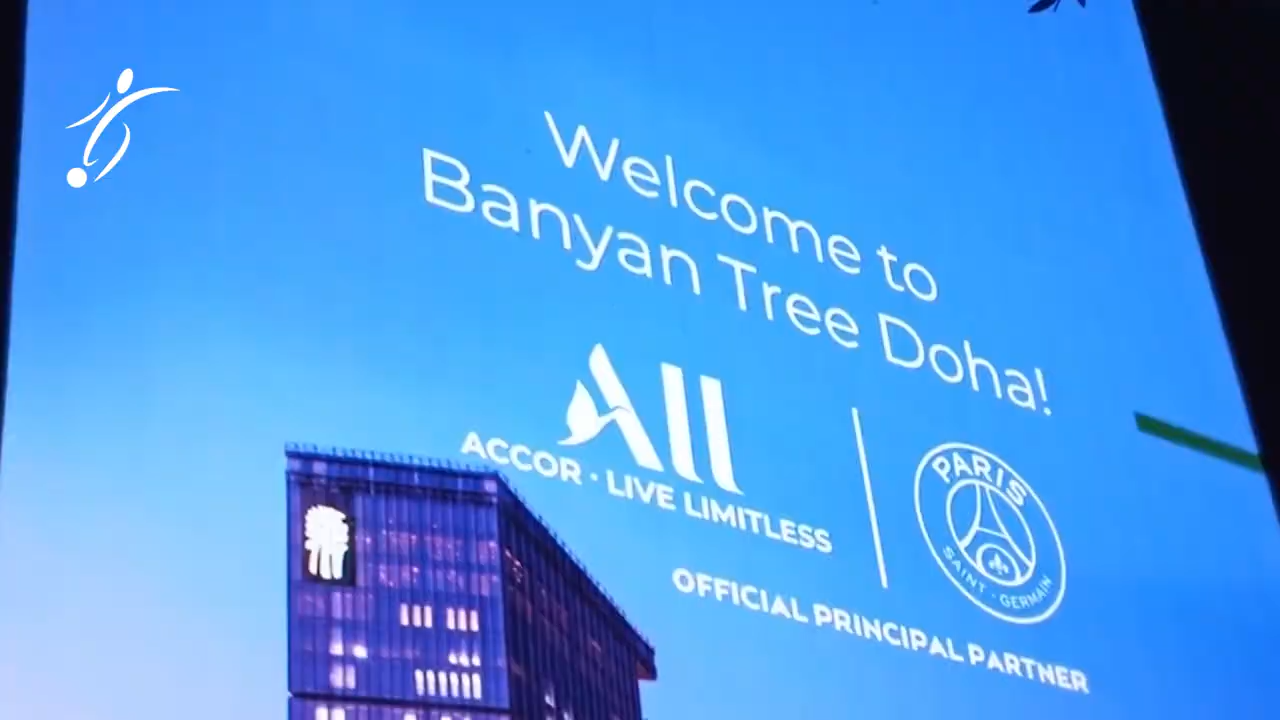 Welcome to
Banyan Tree Doha!
ALL
ACCOR · LIVE LIMITLESS
PARIS
SAINT · GERMAIN
OFFICIAL PRINCIPAL PARTNER